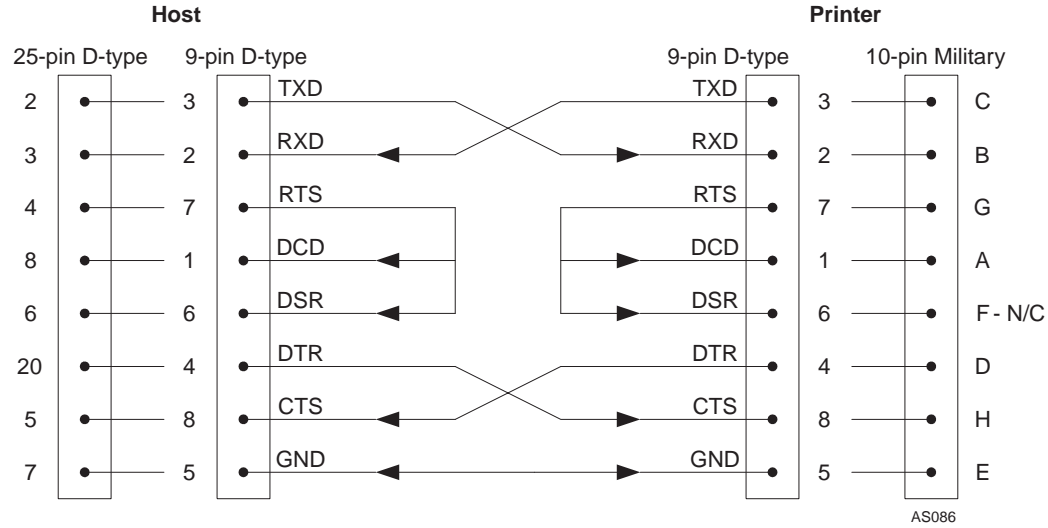 Host Printer
25-pin D-type 9-pin D-type 9-pin D-type 10-pin Military
2 3 TXD TXD 3 C
3 2 RXD RXD 2 B
4 7 RTS RTS 7 G
8 1 DCD DCD 1 A
6 6 DSR DSR 6 F - N/C
20 4 DTR DTR 4 D
5 8 CTS CTS 8 H
7 5 GND GND 5 E
AS086